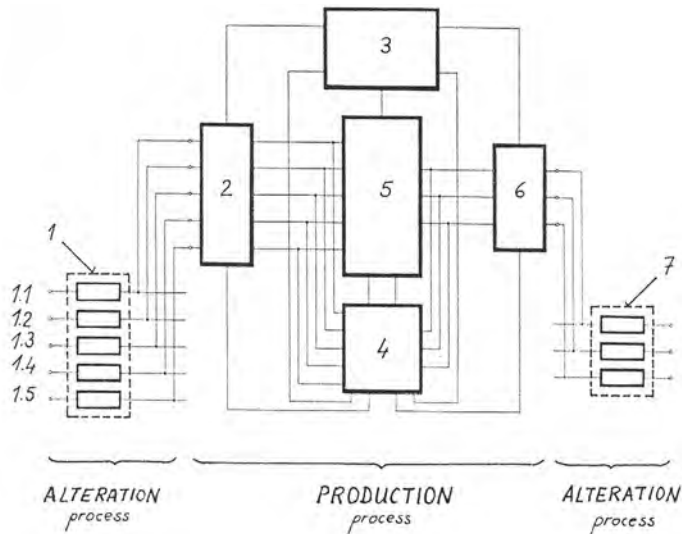 3
2
5
6
1
7
1.1
1.2
1.3
1.4
1.5
4
ALTERATION
process
PRODUCTION
process
ALTERATION
process